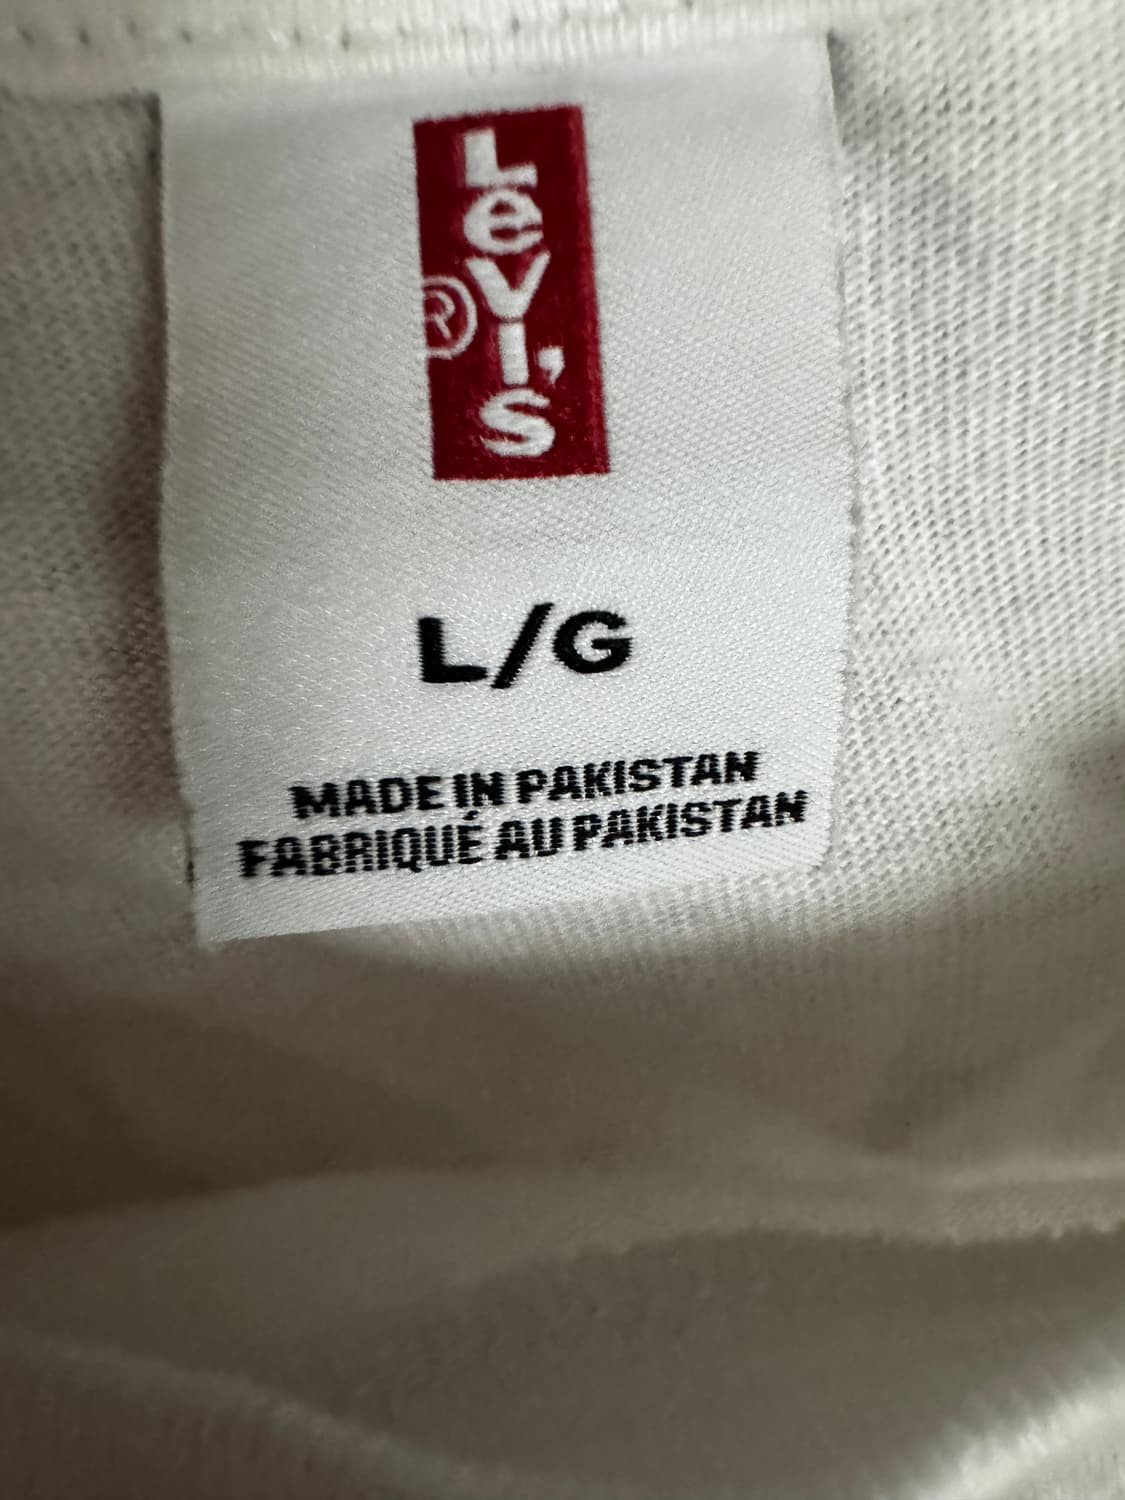 Levi's
®
L/G
MADE IN PAKISTAN
FABRIQUÉ AU PAKISTAN